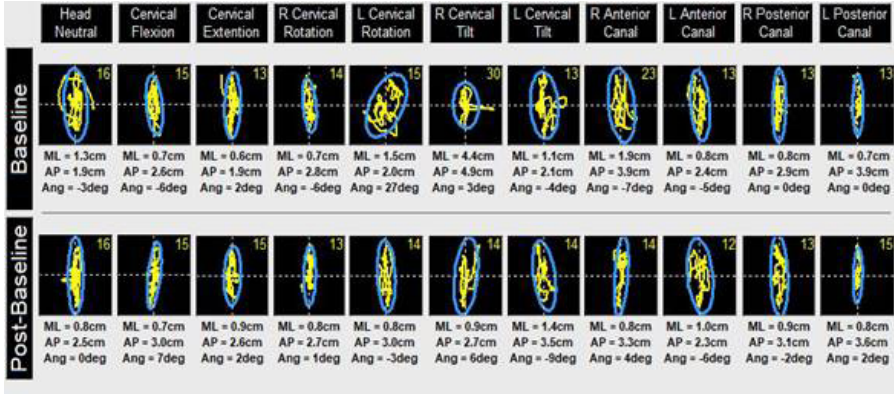 Head Neutral
Cervical Flexion
Cervical Extention
R Cervical Rotation
L Cervical Rotation
R Cervical Tilt
L Cervical Tilt
R Anterior Canal
L Anterior Canal
R Posterior Canal
L Posterior Canal
Baseline
16 15 13 14 15 30 13 23 13 13 13
ML = 1.3cm ML = 0.7cm ML = 0.6cm ML = 0.7cm ML = 1.5cm ML = 4.4cm ML = 1.1cm ML = 1.9cm ML = 0.8cm ML = 0.8cm ML = 0.7cm
AP = 1.9cm AP = 2.6cm AP = 1.9cm AP = 2.8cm AP = 2.0cm AP = 4.9cm AP = 2.1cm AP = 3.9cm AP = 2.4cm AP = 2.9cm AP = 3.9cm
Ang = -3deg Ang = -6deg Ang = 2deg Ang = -6deg Ang = 27deg Ang = 3deg Ang = -4deg Ang = -7deg Ang = -5deg Ang = 0deg Ang = 0deg
Post-Baseline
16 15 15 13 14 14 14 14 12 13 15
ML = 0.8cm ML = 0.7cm ML = 0.9cm ML = 0.8cm ML = 0.8cm ML = 0.9cm ML = 1.4cm ML = 0.8cm ML = 1.0cm ML = 0.9cm ML = 0.8cm
AP = 2.5cm AP = 3.0cm AP = 2.6cm AP = 2.7cm AP = 3.0cm AP = 2.7cm AP = 3.5cm AP = 3.3cm AP = 2.3cm AP = 3.1cm AP = 3.6cm
Ang = 0deg Ang = 7deg Ang = 2deg Ang = 1deg Ang = -3deg Ang = 6deg Ang = -9deg Ang = 4deg Ang = -6deg Ang = -2deg Ang = 2deg